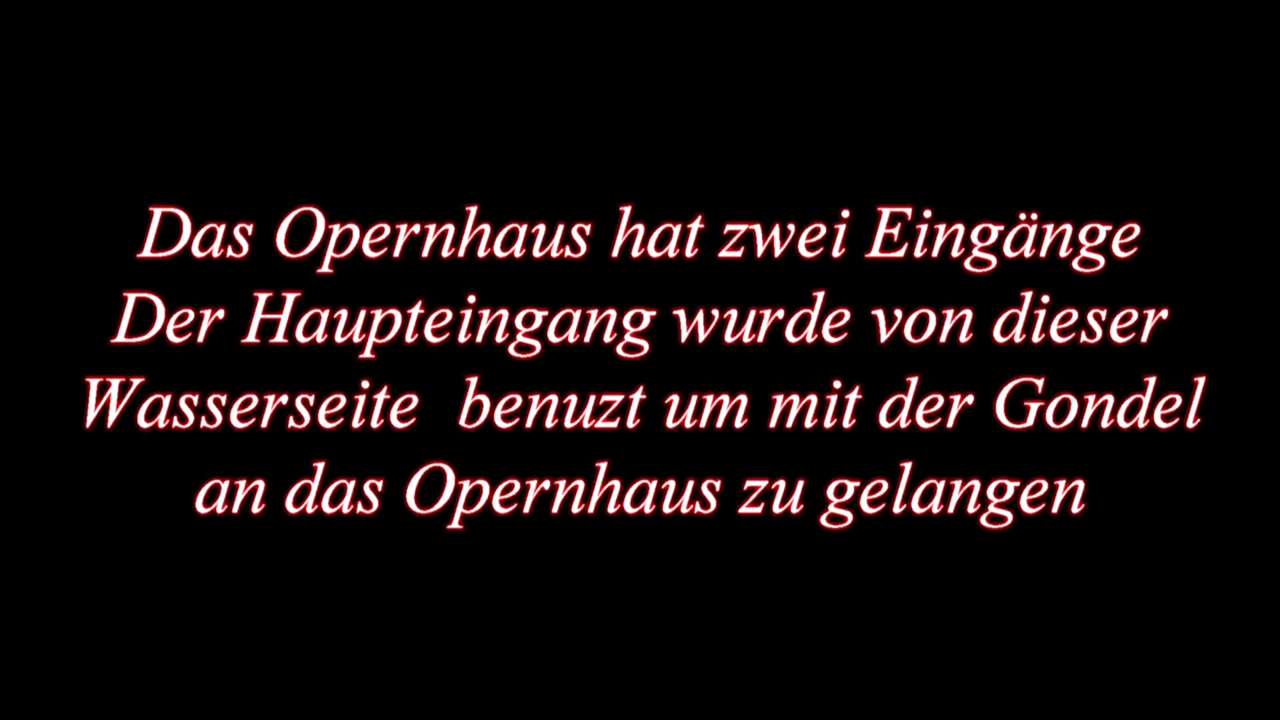 Das Opernhaus hat zwei Eingänge
Der Haupteingang wurde von dieser
Wasserseite  benuzt um mit der Gondel
an das Opernhaus zu gelangen